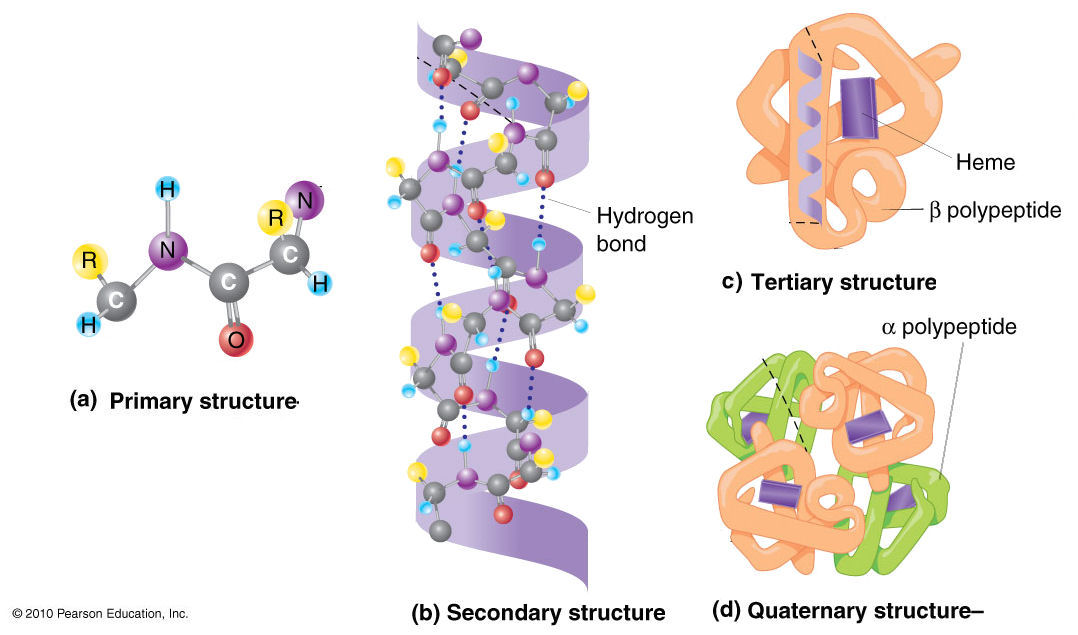 H
N
R
R
N
C
C
C
H
H
O
(a) Primary structure
Hydrogen
bond
(b) Secondary structure
Heme
β polypeptide
c) Tertiary structure
α polypeptide
(d) Quaternary structure–
© 2010 Pearson Education, Inc.